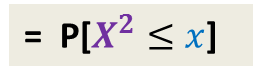 = P[X² ≤ x]